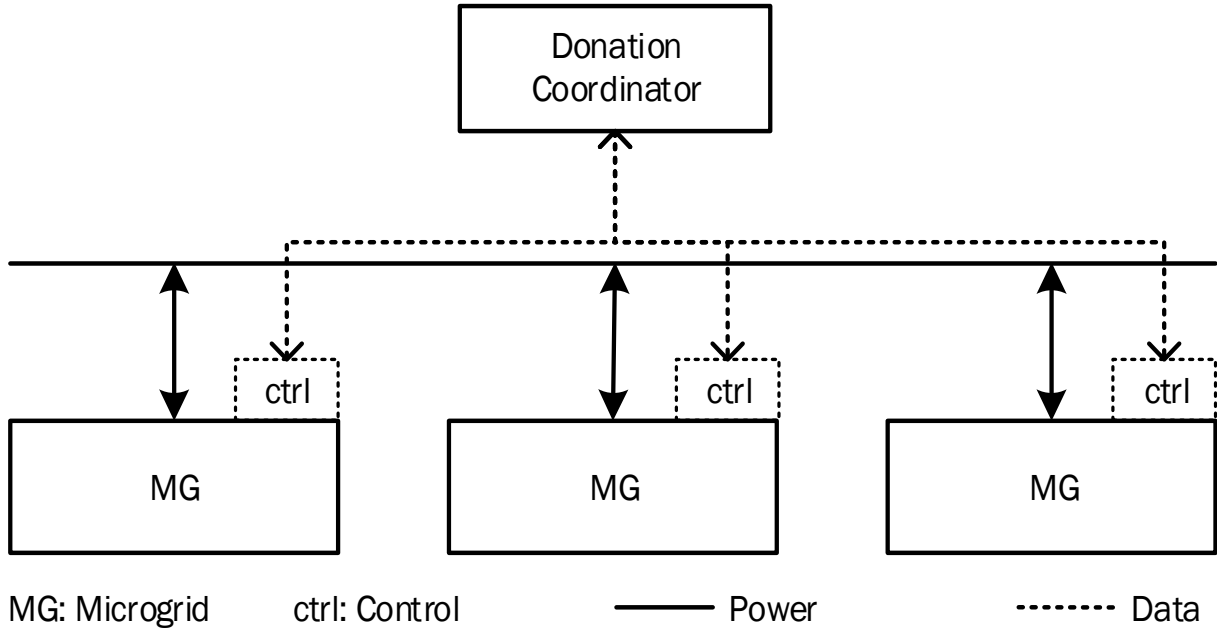 Donation
Coordinator
ctrl
ctrl
ctrl
MG
MG
MG
MG: Microgrid
ctrl: Control
Power
Data